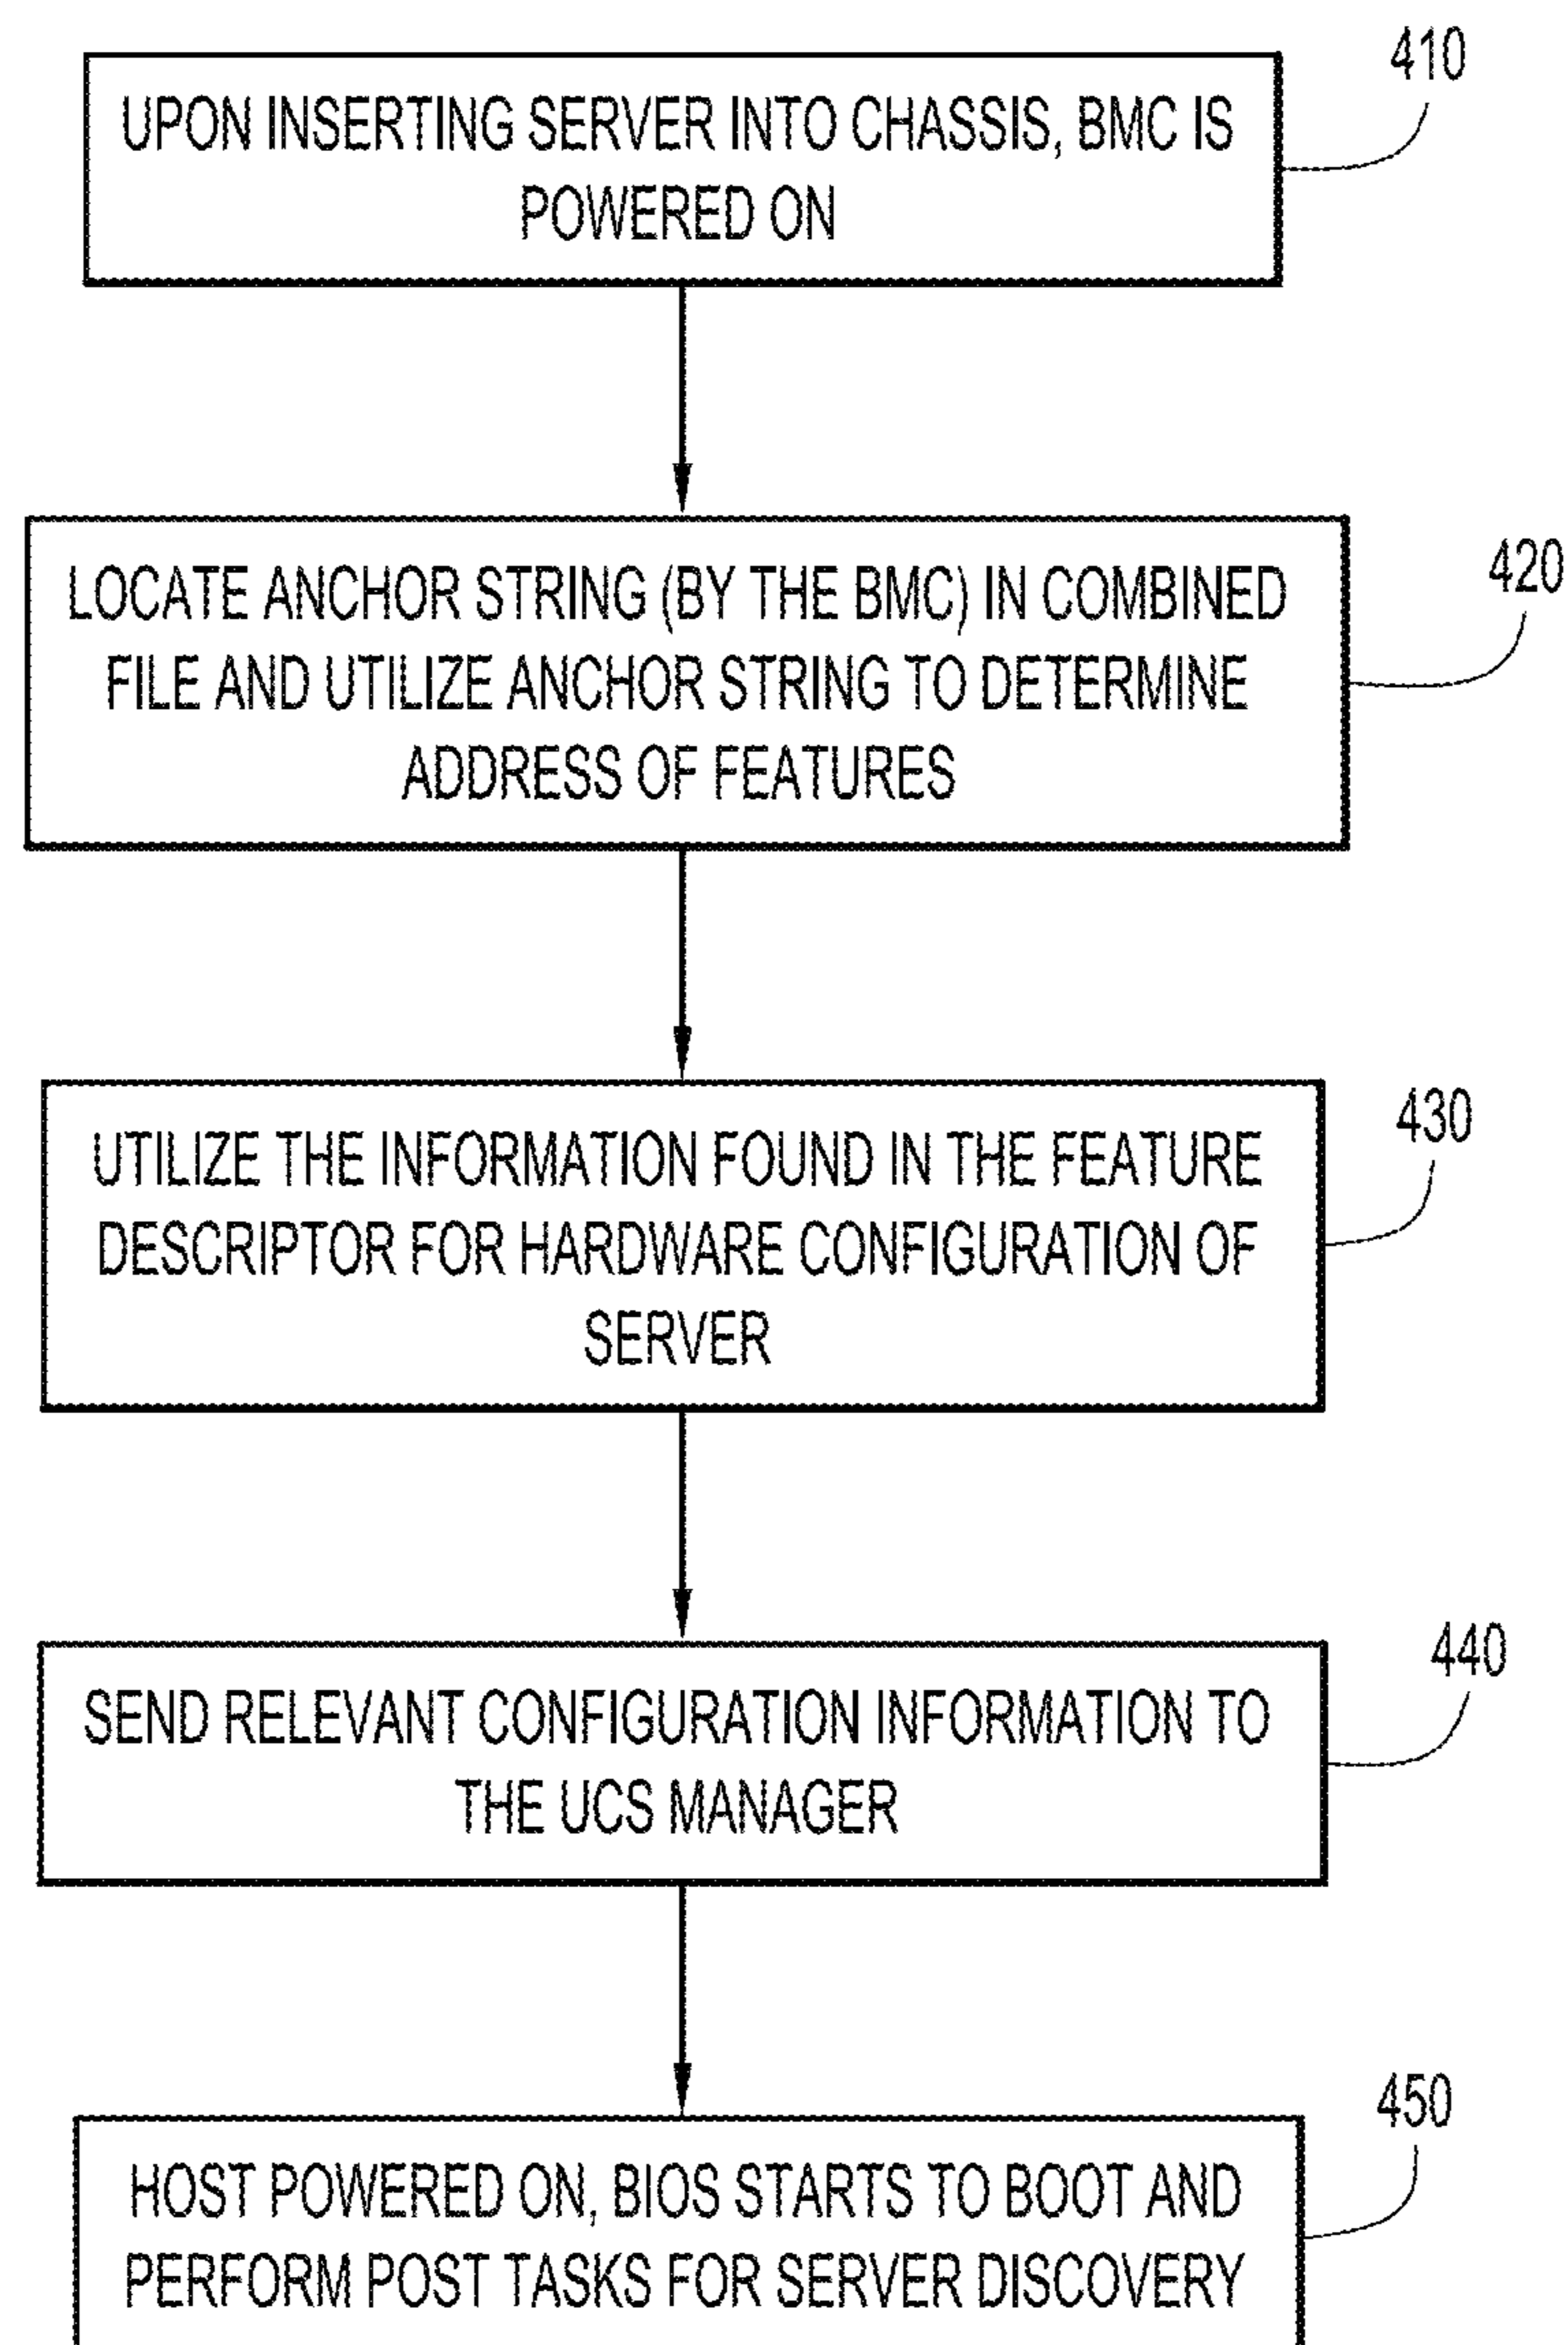 410
UPON INSERTING SERVER INTO CHASSIS, BMC IS
POWERED ON
420
LOCATE ANCHOR STRING (BY THE BMC) IN COMBINED
FILE AND UTILIZE ANCHOR STRING TO DETERMINE
ADDRESS OF FEATURES
430
UTILIZE THE INFORMATION FOUND IN THE FEATURE
DESCRIPTOR FOR HARDWARE CONFIGURATION OF
SERVER
440
SEND RELEVANT CONFIGURATION INFORMATION TO
THE UCS MANAGER
450
HOST POWERED ON, BIOS STARTS TO BOOT AND
PERFORM POST TASKS FOR SERVER DISCOVERY